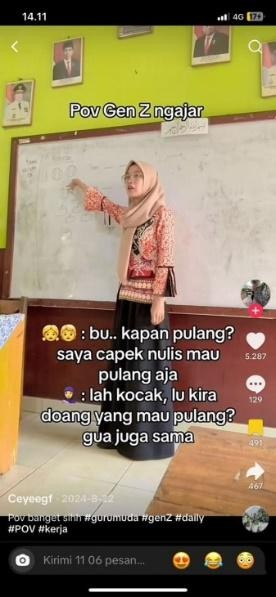 14.11
4G 17+
Pov Gen Z ngajar
: bu.. kapan pulang?
saya capek nulis mau
pulang aja
: lah kocak, lu kira
doang yang mau pulang?
gua juga sama
5.287
129
491
467
Ceyeegf · 2024-8-22
Pov banget sihh #gurumuda #genZ #daily
#POV #kerja
Kirimi 11 06 pesan...